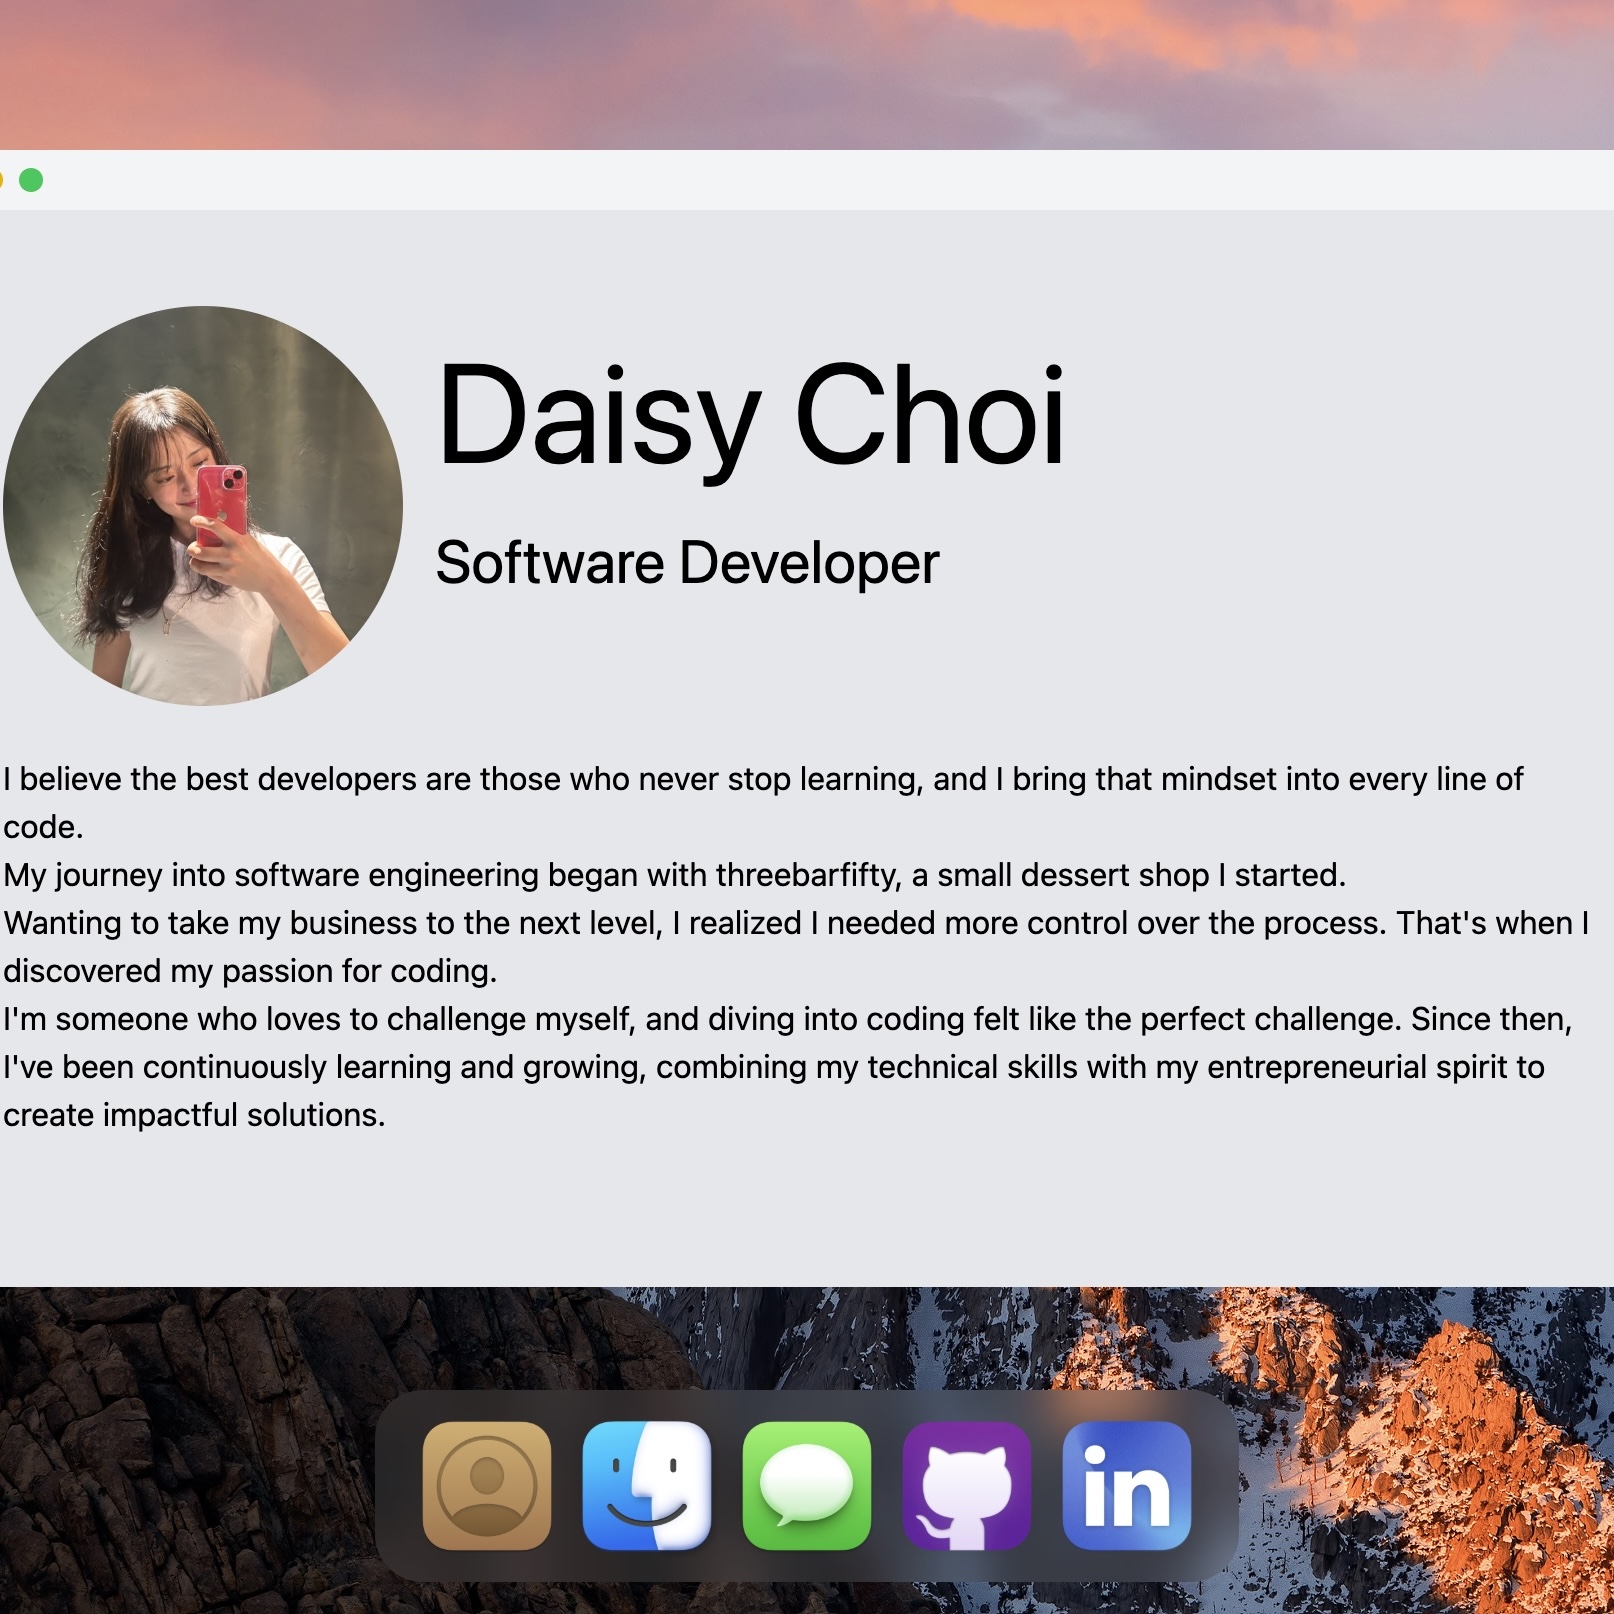 Daisy Choi
Software Developer
I believe the best developers are those who never stop learning, and I bring that mindset into every line of
code.
My journey into software engineering began with threebarfifty, a small dessert shop I started.
Wanting to take my business to the next level, I realized I needed more control over the process. That's when I
discovered my passion for coding.
I'm someone who loves to challenge myself, and diving into coding felt like the perfect challenge. Since then,
I've been continuously learning and growing, combining my technical skills with my entrepreneurial spirit to
create impactful solutions.
in